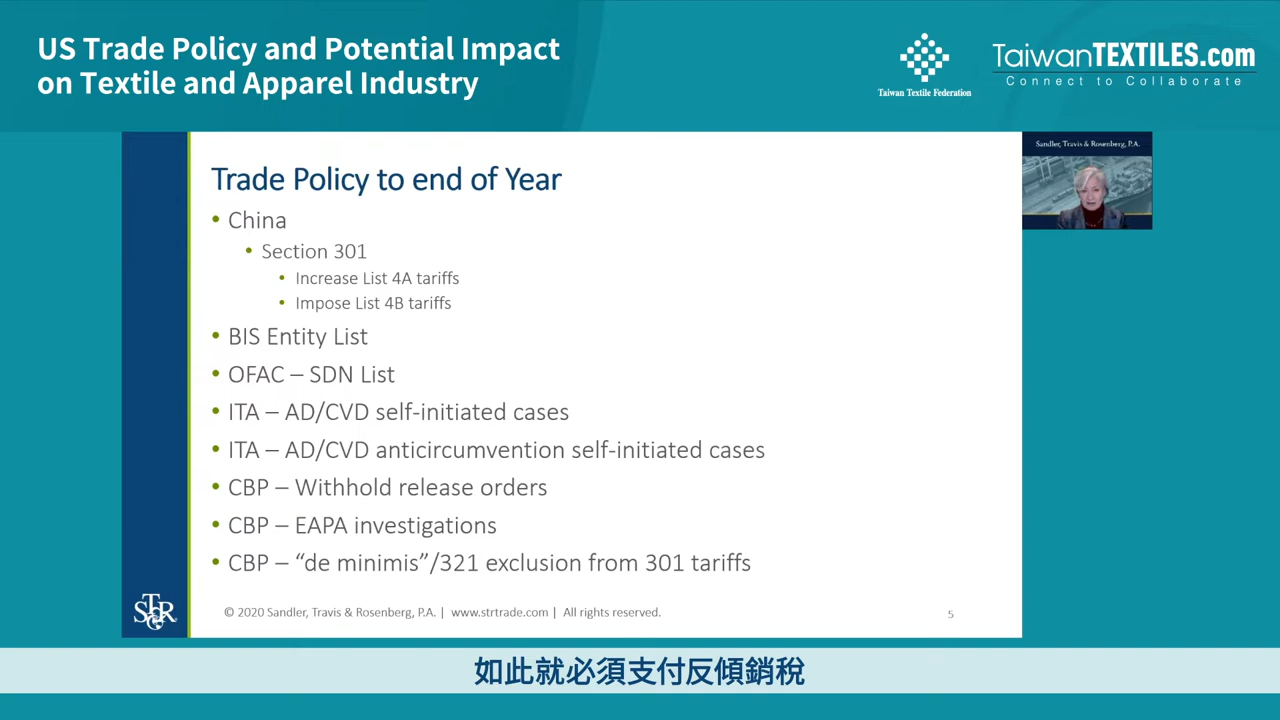 US Trade Policy and Potential Impact
on Textile and Apparel Industry
Taiwan Textile Federation
TaiwanTEXTILES.com
Connect to Collaborate
Sandler, Travis & Rosenberg, P.A.
Trade Policy to end of Year
• China
• Section 301
• Increase List 4A tariffs
• Impose List 4B tariffs
• BIS Entity List
• OFAC – SDN List
• ITA – AD/CVD self-initiated cases
• ITA – AD/CVD anticircumvention self-initiated cases
• CBP – Withhold release orders
• CBP – EAPA investigations
• CBP – “de minimis”/321 exclusion from 301 tariffs
ST&R
© 2020 Sandler, Travis & Rosenberg, P.A. | www.strtrade.com | All rights reserved.
5
如此就必須支付反傾銷稅